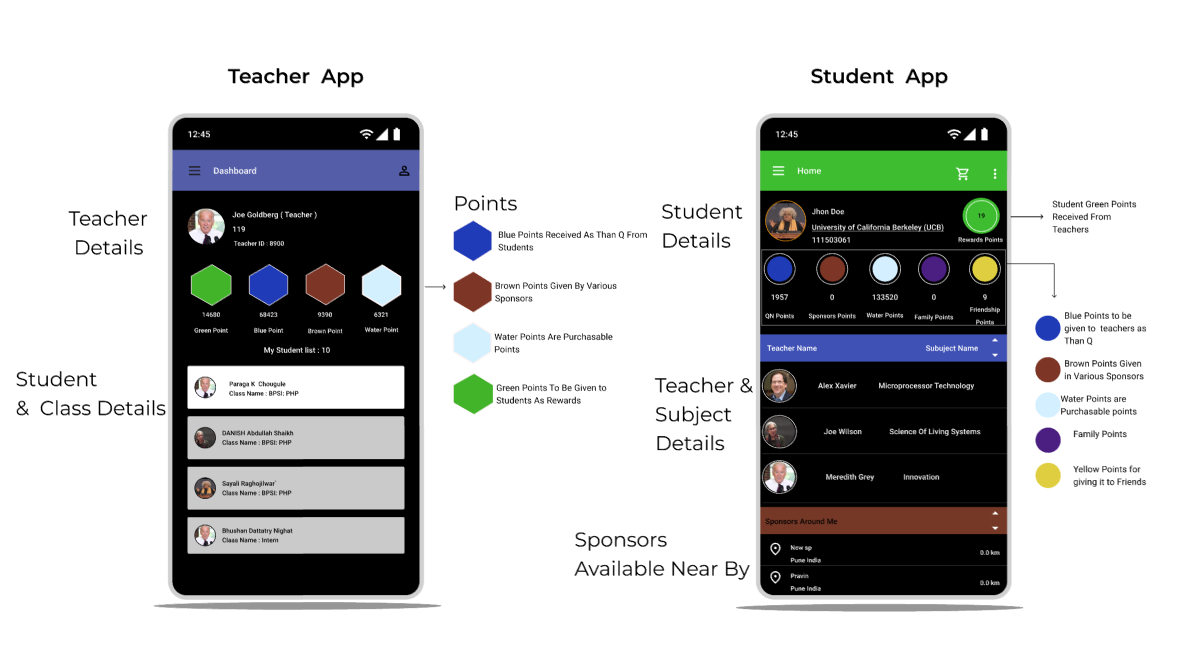 Teacher App
Student App
12:45
Dashboard
Teacher
Details
Joe Goldberg ( Teacher )
119
Teacher ID : 8900
14680
68423
9390
6321
Green Point
Blue Point
Brown Point
Water Point
My Student list : 10
Student
& Class Details
Paraga K Chougule
Class Name : BPSI: PHP
DANISH Abdullah Shaikh
Class Name : BPSI: PHP
Sayali Raghojilwar`
Class Name : BPSI: PHP
Bhushan Dattatry Nighat
Class Name : Intern
Points
Blue Points Received As Than Q From
Students
Brown Points Given By Various
Sponsors
Water Points Are Purchasable
Points
Green Points To Be Given to
Students As Rewards
12:45
Home
Student
Details
Jhon Doe
University of California Berkeley (UCB)
111503061
19
Rewards Points
Student Green Points
Received From
Teachers
1957
0
133520
0
9
QN Points
Sponsors Points
Water Points
Family Points
Friendship
Points
Teacher Name
Subuject Name
Teacher &
Subject
Details
Alex Xavier
Microprocessor Technology
Joe Wilson
Science Of Living Systems
Meredith Grey
Innovation
Blue Points to be
given to teachers as
Than Q
Brown Points Given
in Various Sponsors
Water Points are
Purchasable points
Family Points
Yellow Points for
giving it to Friends
Sponsors
Available Near By
Sponsors Around Me
New sp
Pune India
0.0 km
Pravin
Pune India
0.0 km